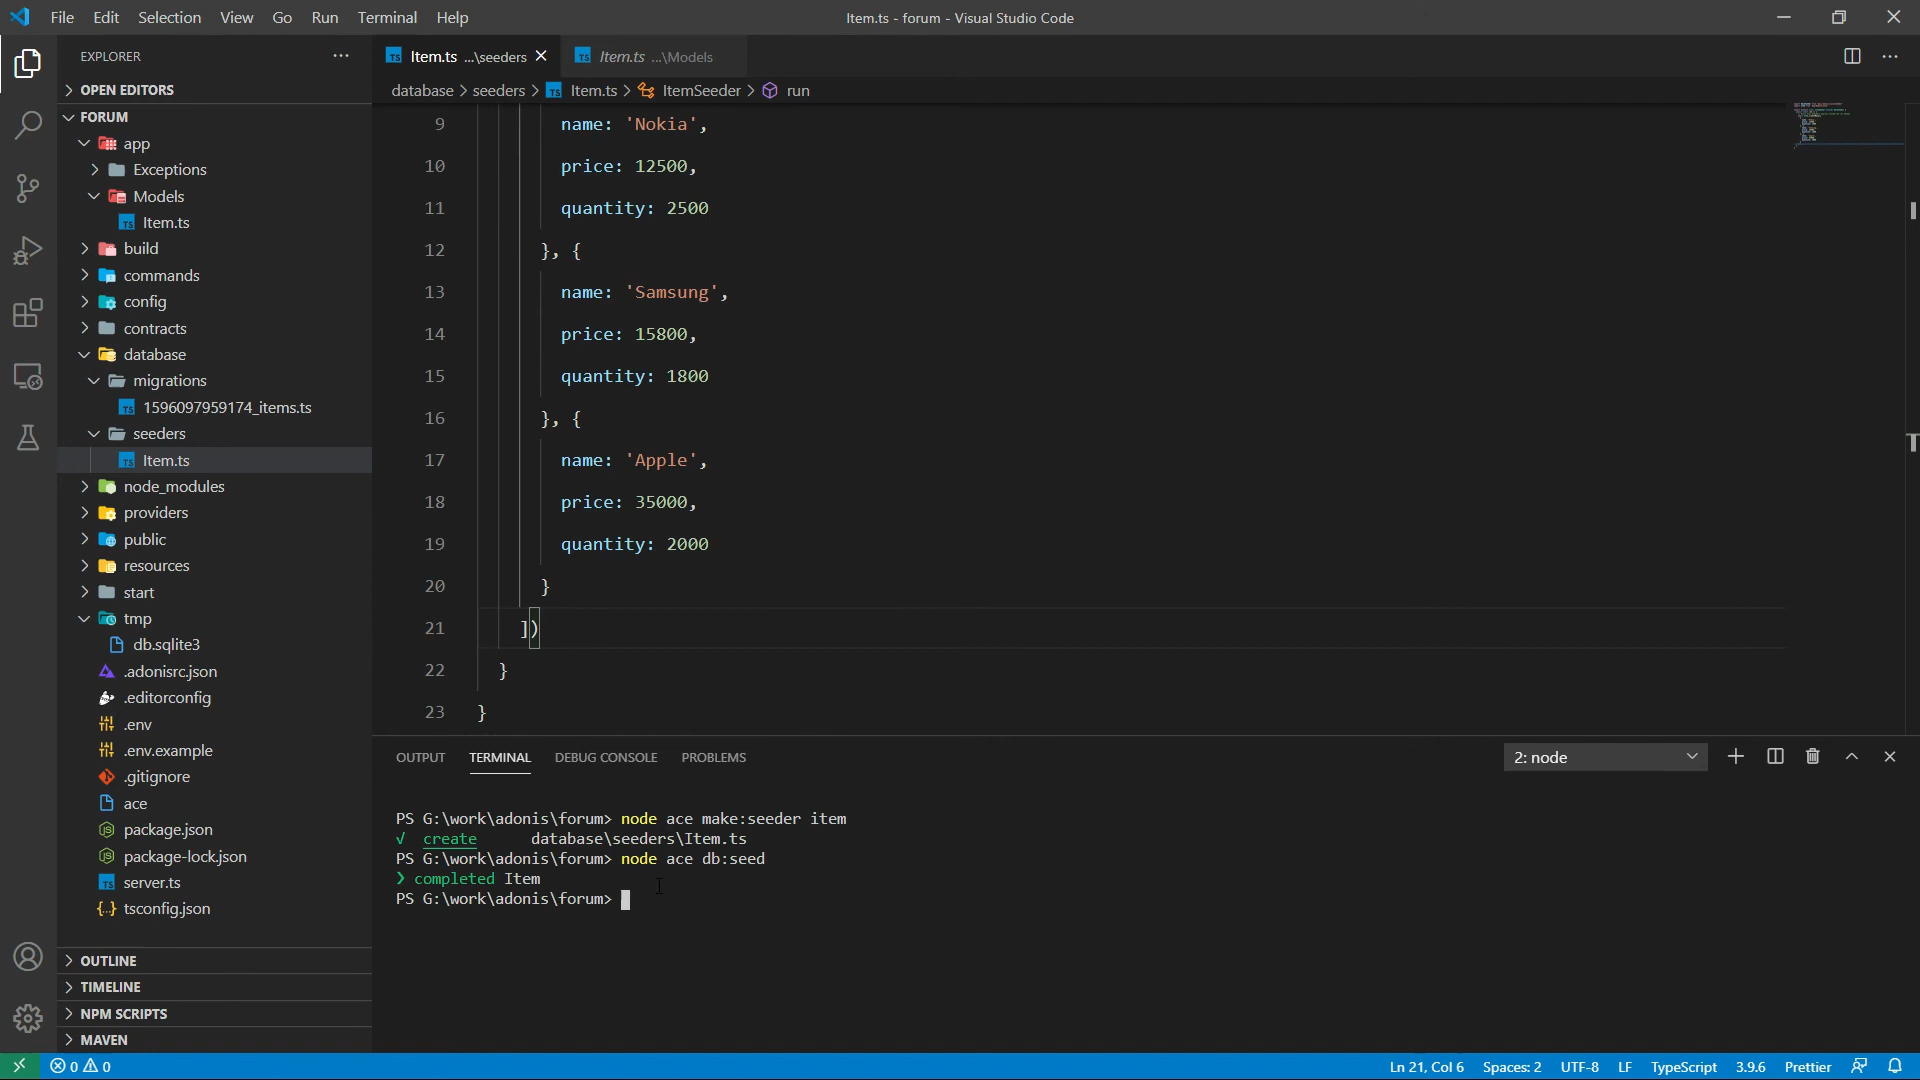 File Edit Selection View Go Run Terminal Help
Item.ts - forum - Visual Studio Code
EXPLORER
OPEN EDITORS
FORUM
app
Exceptions
Models
Item.ts
build
commands
config
contracts
database
migrations
1596097959174_items.ts
seeders
Item.ts
node_modules
providers
public
resources
start
tmp
db.sqlite3
.adonisrc.json
.editorconfig
.env
.env.example
.gitignore
ace
package.json
package-lock.json
server.ts
tsconfig.json
OUTLINE
TIMELINE
NPM SCRIPTS
MAVEN
Item.ts ...\seeders
Item.ts ...\Models
database > seeders > Item.ts > ItemSeeder > run
9 name: 'Nokia',
10 price: 12500,
11 quantity: 2500
12 }, {
13 name: 'Samsung',
14 price: 15800,
15 quantity: 1800
16 }, {
17 name: 'Apple',
18 price: 35000,
19 quantity: 2000
20 }
21 ])
22 }
23 }
OUTPUT TERMINAL DEBUG CONSOLE PROBLEMS
2: node
PS G:\work\adonis\forum> node ace make:seeder item
√ create database\seeders\Item.ts
PS G:\work\adonis\forum> node ace db:seed
❯ completed Item
PS G:\work\adonis\forum>
0 0
Ln 21, Col 6 Spaces: 2 UTF-8 LF TypeScript 3.9.6 Prettier